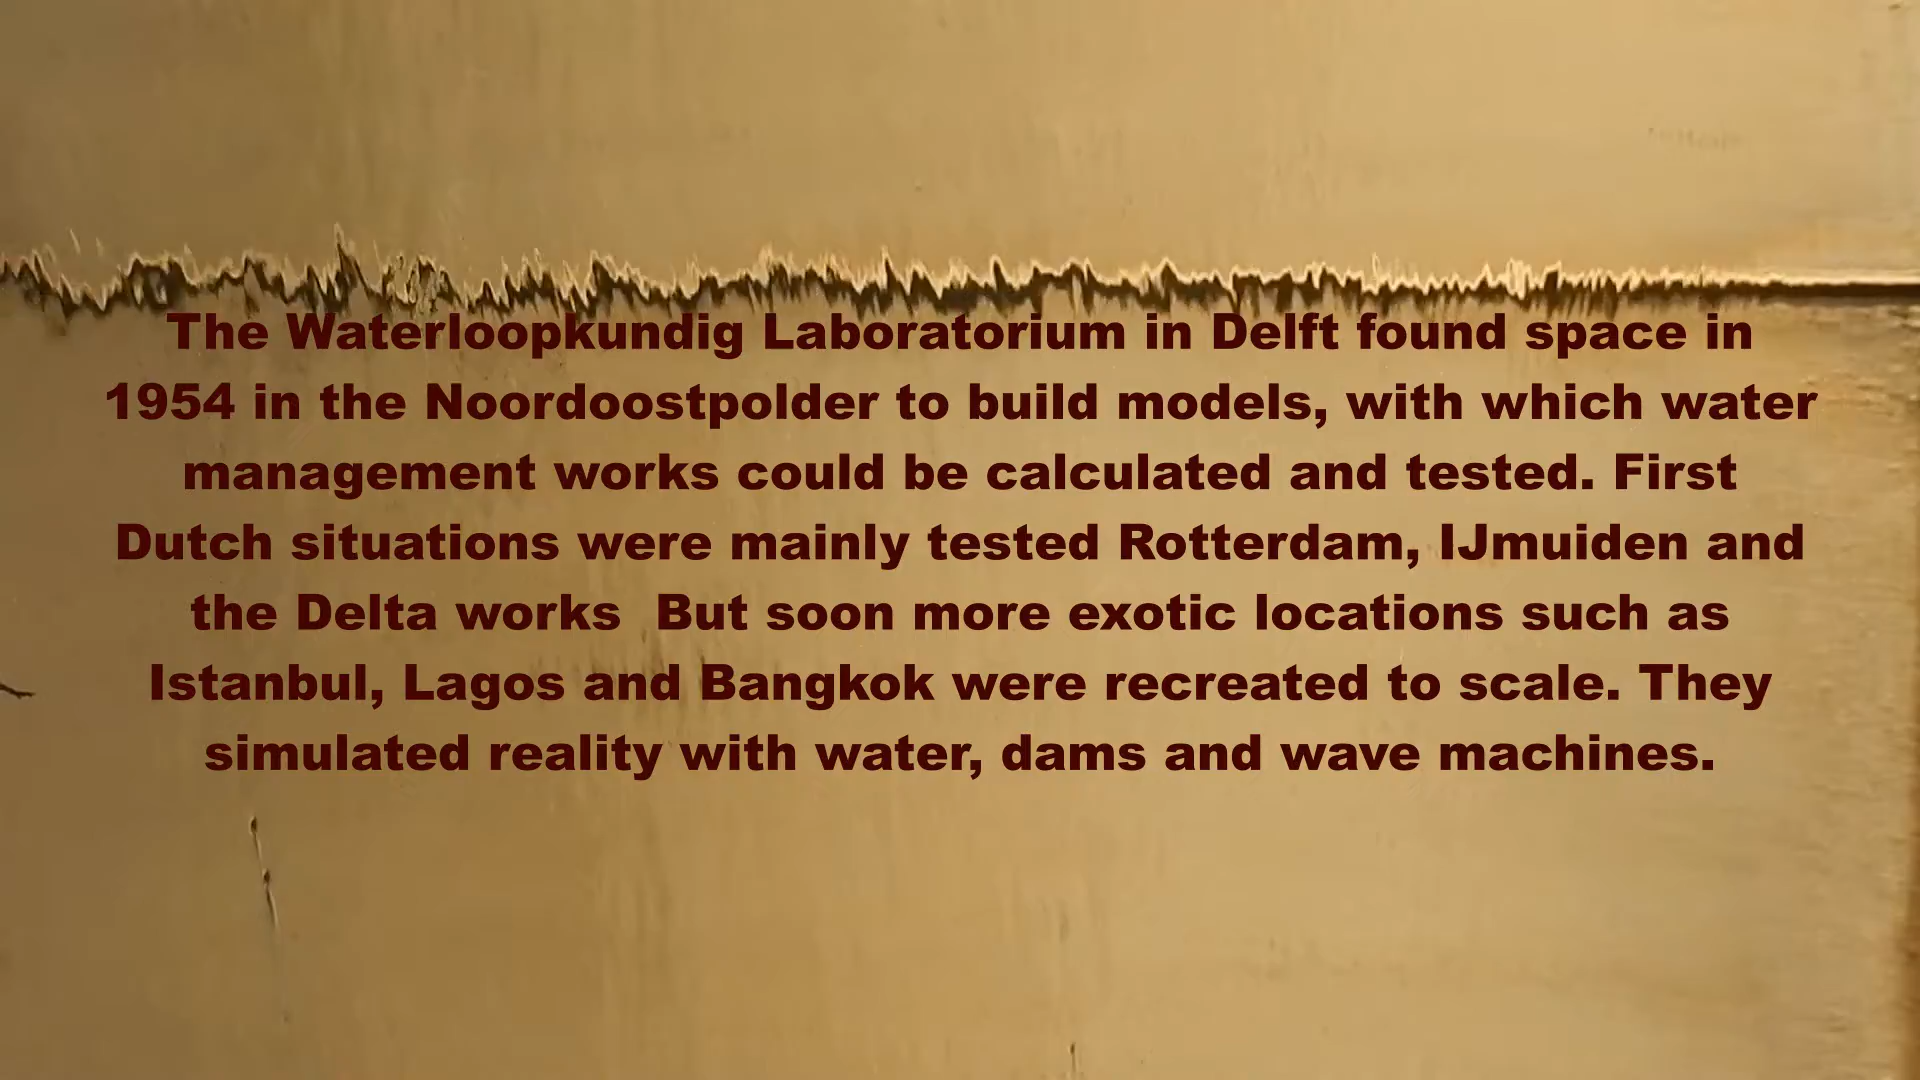 The Waterloopkundig Laboratorium in Delft found space in
1954 in the Noordoostpolder to build models, with which water
management works could be calculated and tested. First
Dutch situations were mainly tested Rotterdam, IJmuiden and
the Delta works  But soon more exotic locations such as
Istanbul, Lagos and Bangkok were recreated to scale. They
simulated reality with water, dams and wave machines.